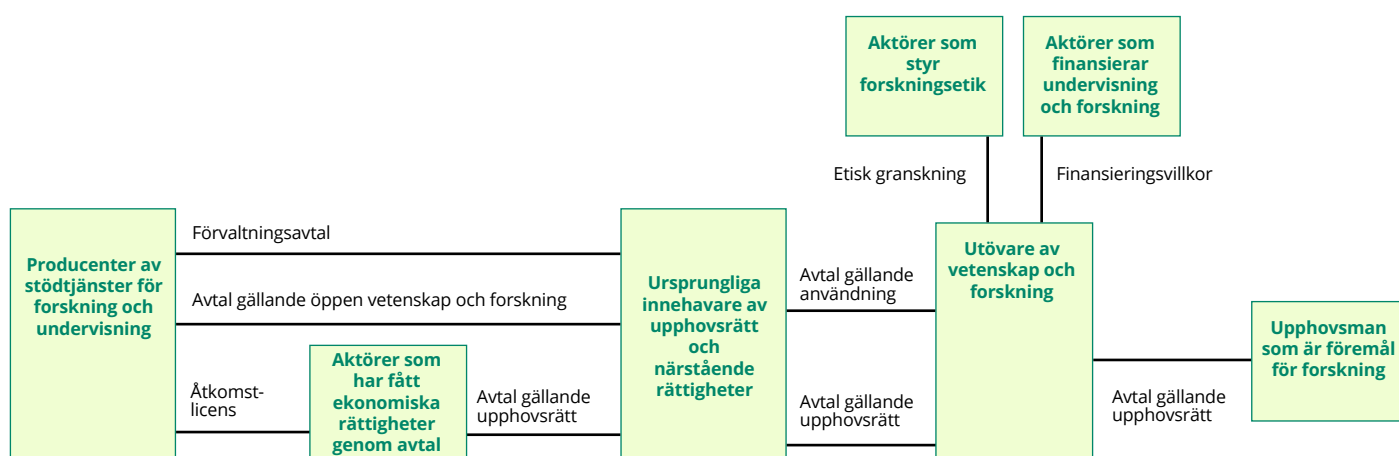 Aktörer som
styr
forskningsetik
Aktörer som
finansierar
undervisning
och forskning
Etisk granskning
Finansieringsvillkor
Producenter av
stödtjänster för
forskning och
undervisning
Förvaltningsavtal
Avtal gällande öppen vetenskap och forskning
Åtkomst-
licens
Aktörer som
har fått
ekonomiska
rättigheter
genom avtal
Avtal gällande
upphovsrätt
Ursprungliga
innehavare av
upphovsrätt
och
närstående
rättigheter
Avtal gällande
användning
Avtal gällande
upphovsrätt
Utövare av
vetenskap och
forskning
Avtal gällande
upphovsrätt
Upphovsman
som är föremål
för forskning